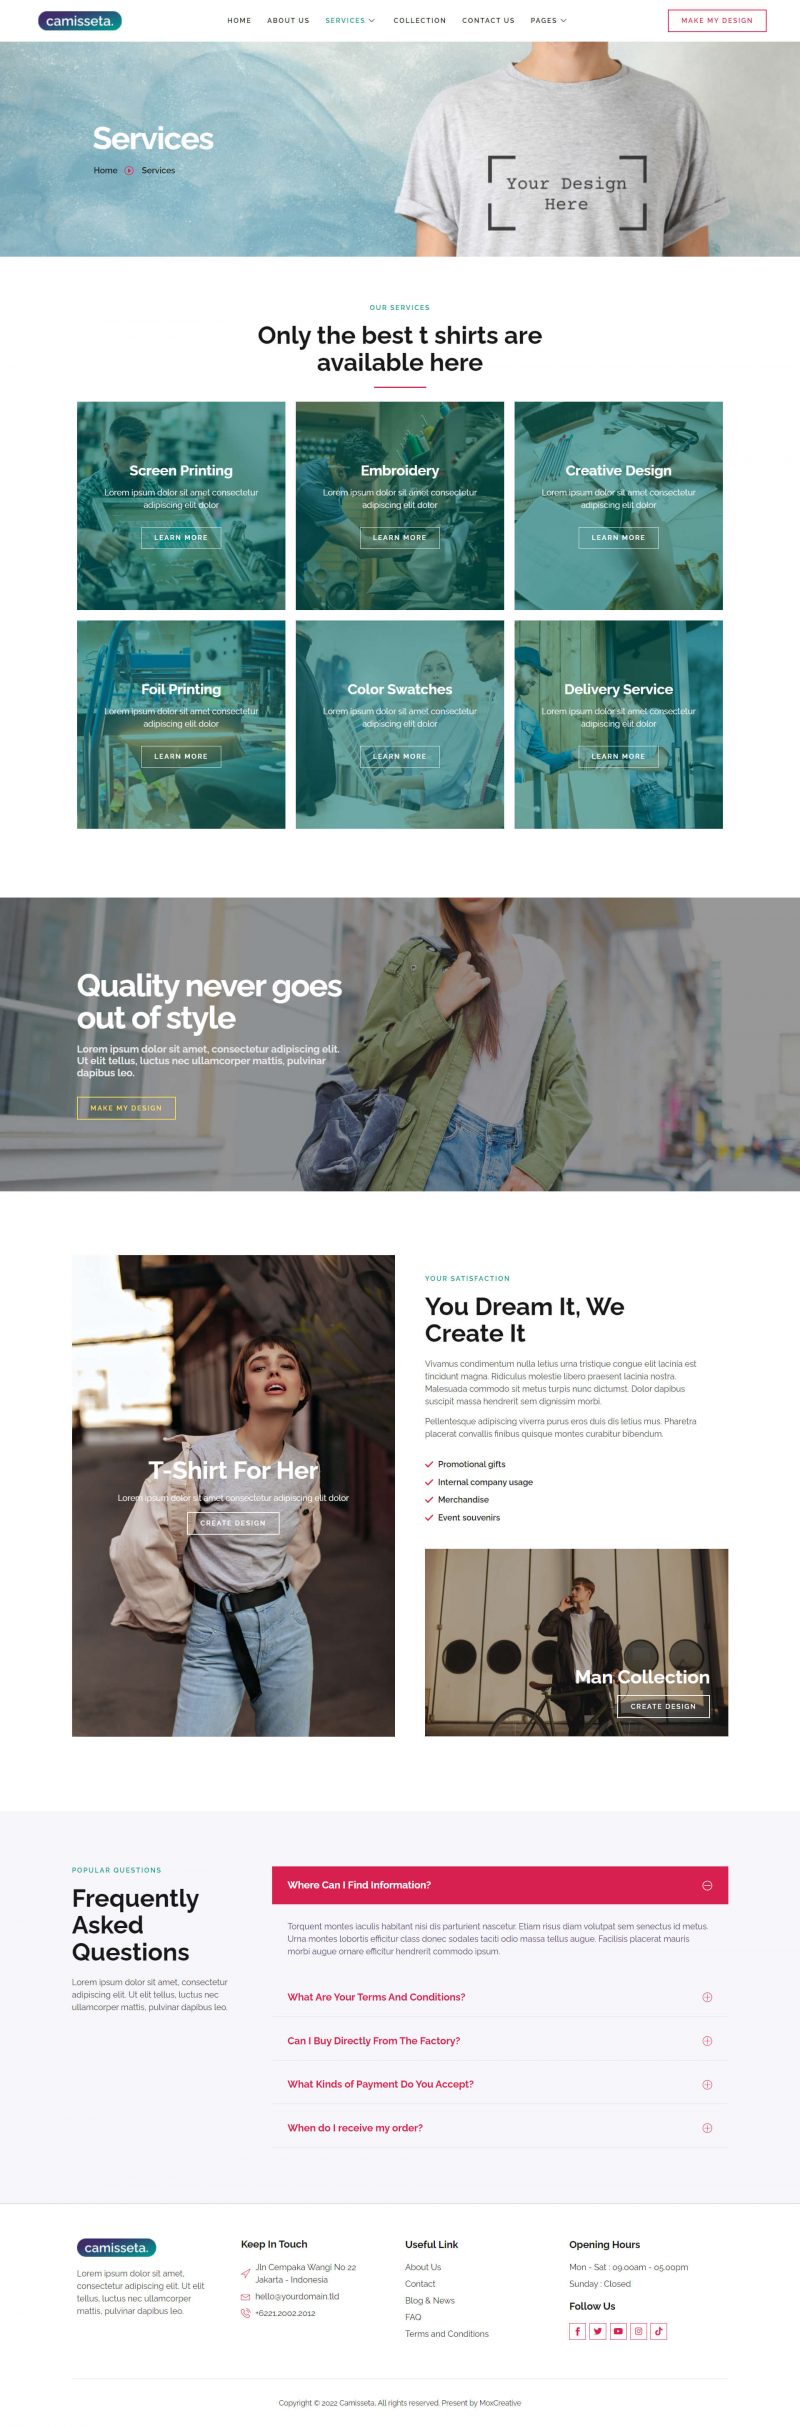 camisseta.
HOME ABOUT US SERVICES COLLECTION CONTACT US PAGES
MAKE MY DESIGN
Services
Home Services
Your Design
Here
OUR SERVICES
Only the best t shirts are
available here
Screen Printing
Lorem ipsum dolor sit amet consectetur
adipiscing elit dolor
LEARN MORE
Embroidery
Lorem ipsum dolor sit amet consectetur
adipiscing elit dolor
LEARN MORE
Creative Design
Lorem ipsum dolor sit amet consectetur
adipiscing elit dolor
LEARN MORE
Foil Printing
Lorem ipsum dolor sit amet consectetur
adipiscing elit dolor
LEARN MORE
Color Swatches
Lorem ipsum dolor sit amet consectetur
adipiscing elit dolor
LEARN MORE
Delivery Service
Lorem ipsum dolor sit amet consectetur
adipiscing elit dolor
LEARN MORE
Quality never goes
out of style
Lorem ipsum dolor sit amet, consectetur adipiscing elit.
Ut elit tellus, luctus nec ullamcorper mattis, pulvinar
dapibus leo.
MAKE MY DESIGN
T-Shirt For Her
Lorem ipsum dolor sit amet consectetur adipiscing elit dolor
CREATE DESIGN
YOUR SATISFACTION
You Dream It, We
Create It
Vivamus condimentum nulla letius urna tristique congue elit lacinia est
tincidunt magna. Ridiculus molestie libero praesent lacinia nostra.
Malesuada commodo sit metus turpis nunc dictumst. Dolor dapibus
suscipit massa hendrerit sem dignissim morbi.
Pellentesque adipiscing viverra purus eros duis dis letius mus. Pharetra
placerat convallis finibus quisque montes curabitur bibendum.
Promotional gifts
Internal company usage
Merchandise
Event souvenirs
Man Collection
CREATE DESIGN
POPULAR QUESTIONS
Frequently
Asked
Questions
Lorem ipsum dolor sit amet, consectetur
adipiscing elit. Ut elit tellus, luctus nec
ullamcorper mattis, pulvinar dapibus leo.
Where Can I Find Information?
Torquent montes iaculis habitant nisi dis parturient nascetur. Etiam risus diam volutpat sem senectus id metus.
Urna montes lobortis efficitur class donec sodales taciti odio massa tellus augue. Facilisis placerat mauris
morbi augue ornare efficitur hendrerit commodo ipsum.
What Are Your Terms And Conditions?
Can I Buy Directly From The Factory?
What Kinds of Payment Do You Accept?
When do I receive my order?
camisseta.
Lorem ipsum dolor sit amet,
consectetur adipiscing elit. Ut elit
tellus, luctus nec ullamcorper
mattis, pulvinar dapibus leo.
Keep In Touch
Jln Cempaka Wangi No 22
Jakarta - Indonesia
hello@yourdomain.tld
+6221.2002.2012
Useful Link
About Us
Contact
Blog & News
FAQ
Terms and Conditions
Opening Hours
Mon - Sat : 09.00am - 05.00pm
Sunday : Closed
Follow Us
Copyright © 2022 Camisseta, All rights reserved. Present by MoxCreative